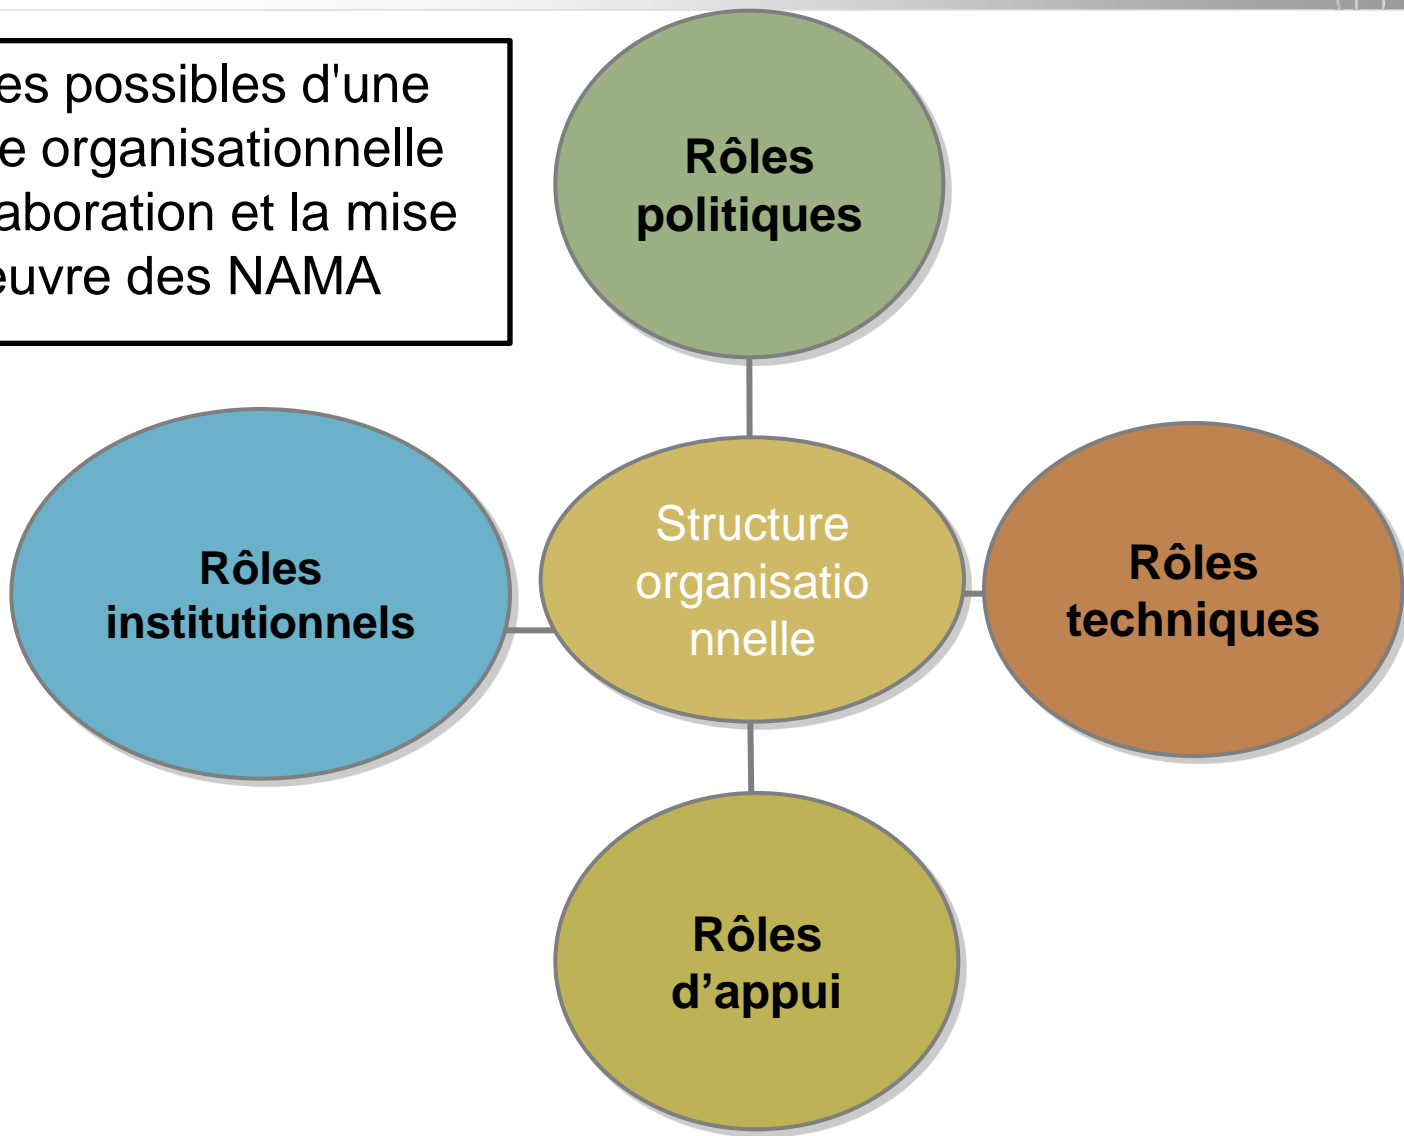 es possibles d'une
e organisationnelle
aboration et la mise
euvre des NAMA
Rôles
politiques
Rôles
institutionnels
Structure
organisatio
nnelle
Rôles
techniques
Rôles
d’appui